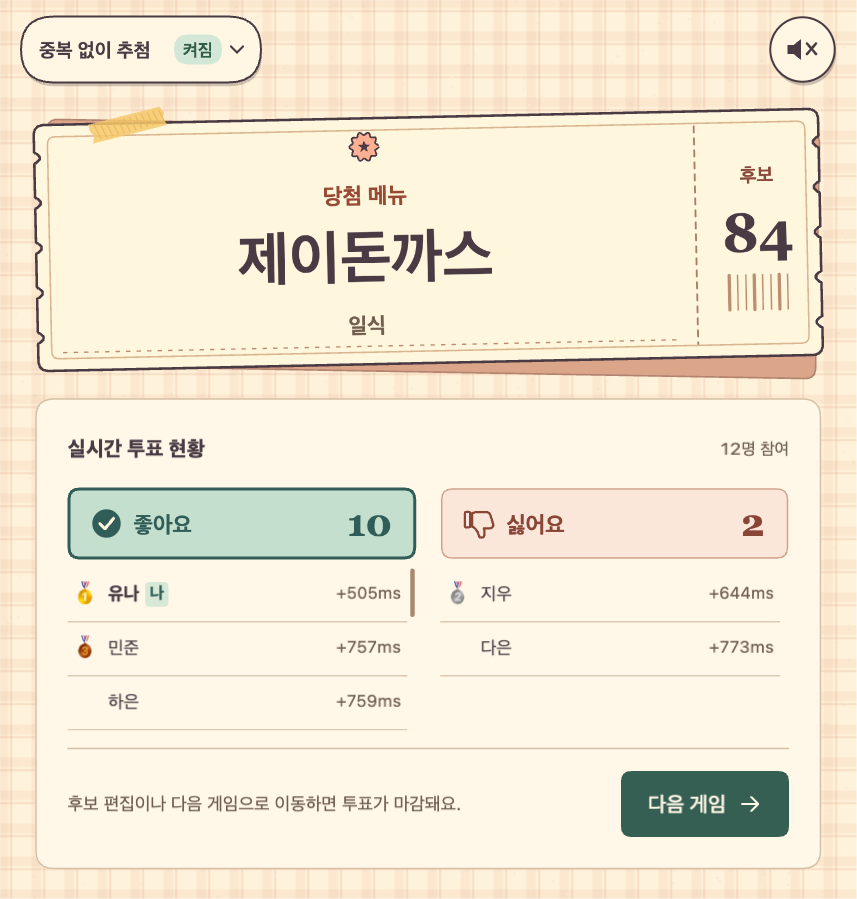 중복 없이 추첨 켜짐
당첨 메뉴
제이돈까스
일식
후보
84
실시간 투표 현황 12명 참여
좋아요 10
싫어요 2
1 유나 나 +505ms
2 지우 +644ms
3 민준 +757ms
다은 +773ms
하은 +759ms
후보 편집이나 다음 게임으로 이동하면 투표가 마감돼요.
다음 게임 →